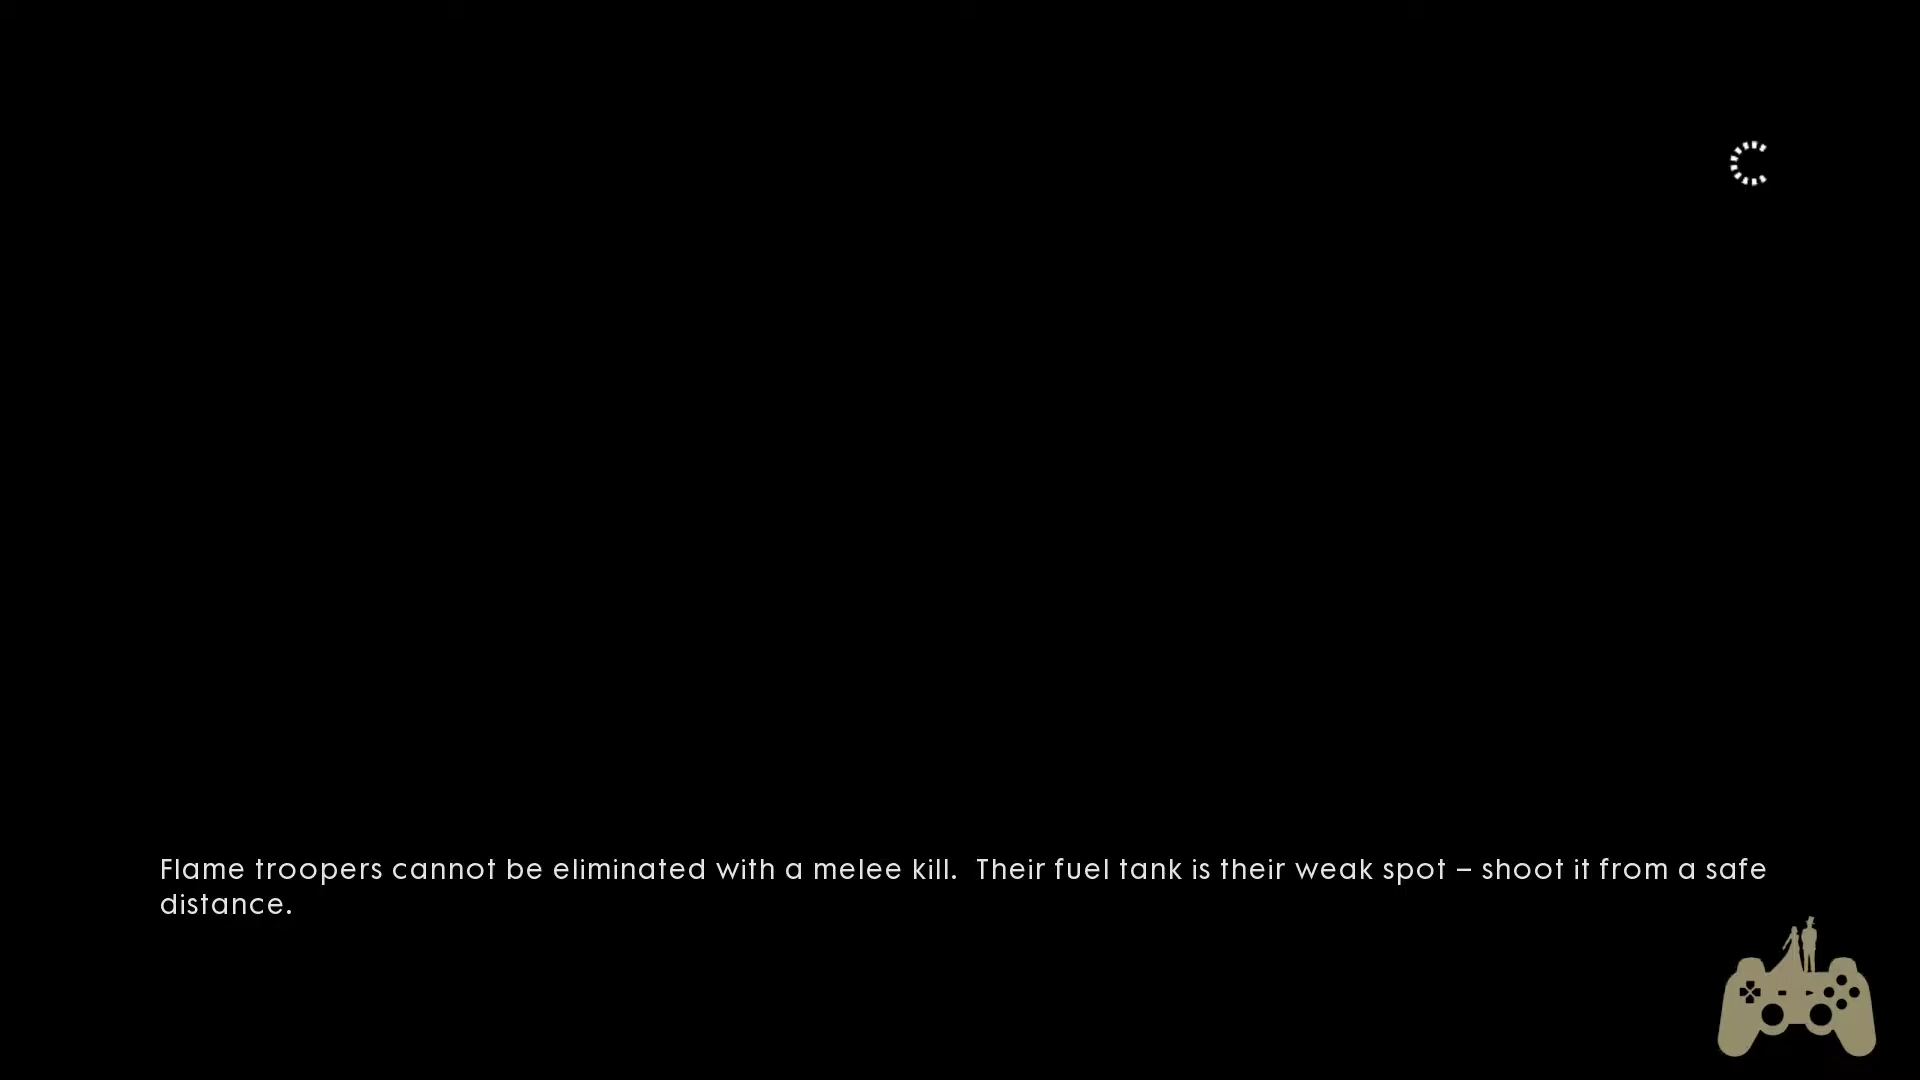 Flame troopers cannot be eliminated with a melee kill.  Their fuel tank is their weak spot – shoot it from a safe
distance.